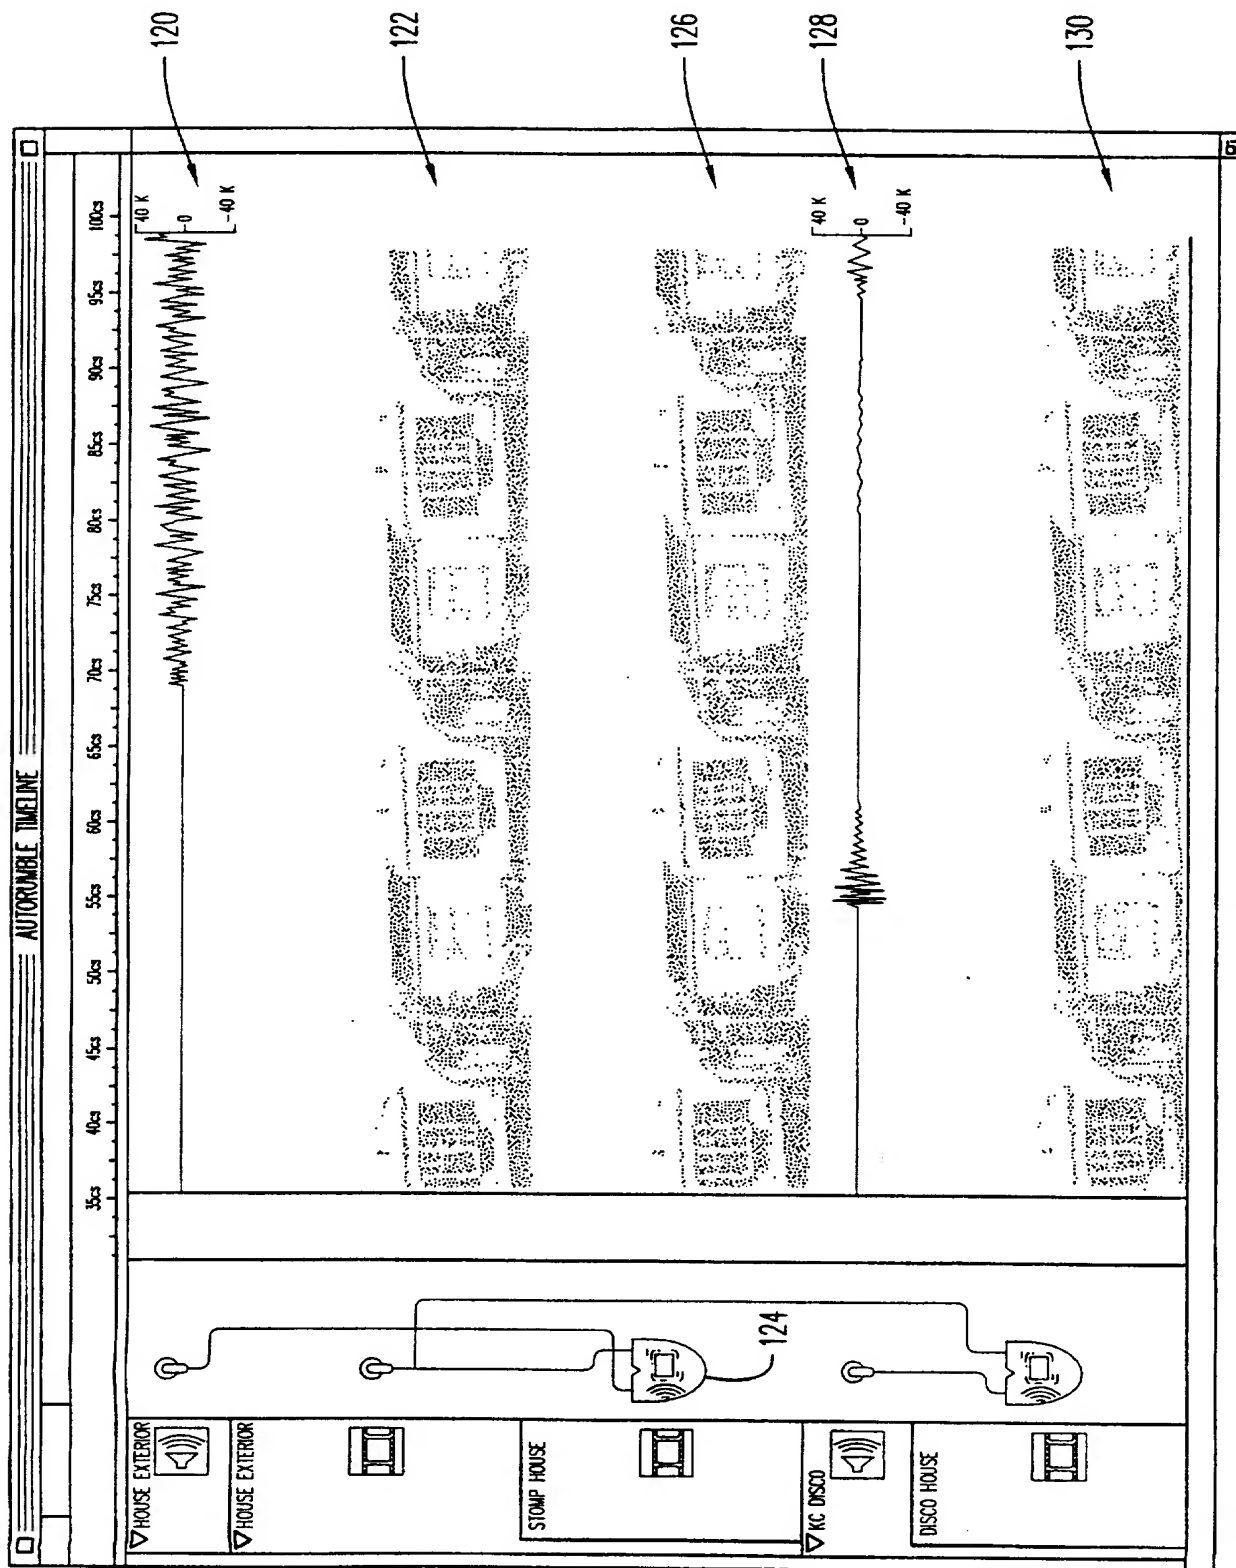 AUTORUMBLE TIMELINE
35cs 40cs 45cs 50cs 55cs 60cs 65cs 70cs 75cs 80cs 85cs 90cs 95cs 100cs
HOUSE EXTERIOR
40 K
0
-40 K
120
HOUSE EXTERIOR
122
STOMP HOUSE
124
126
KC DISCO
40 K
0
-40 K
128
DISCO HOUSE
130